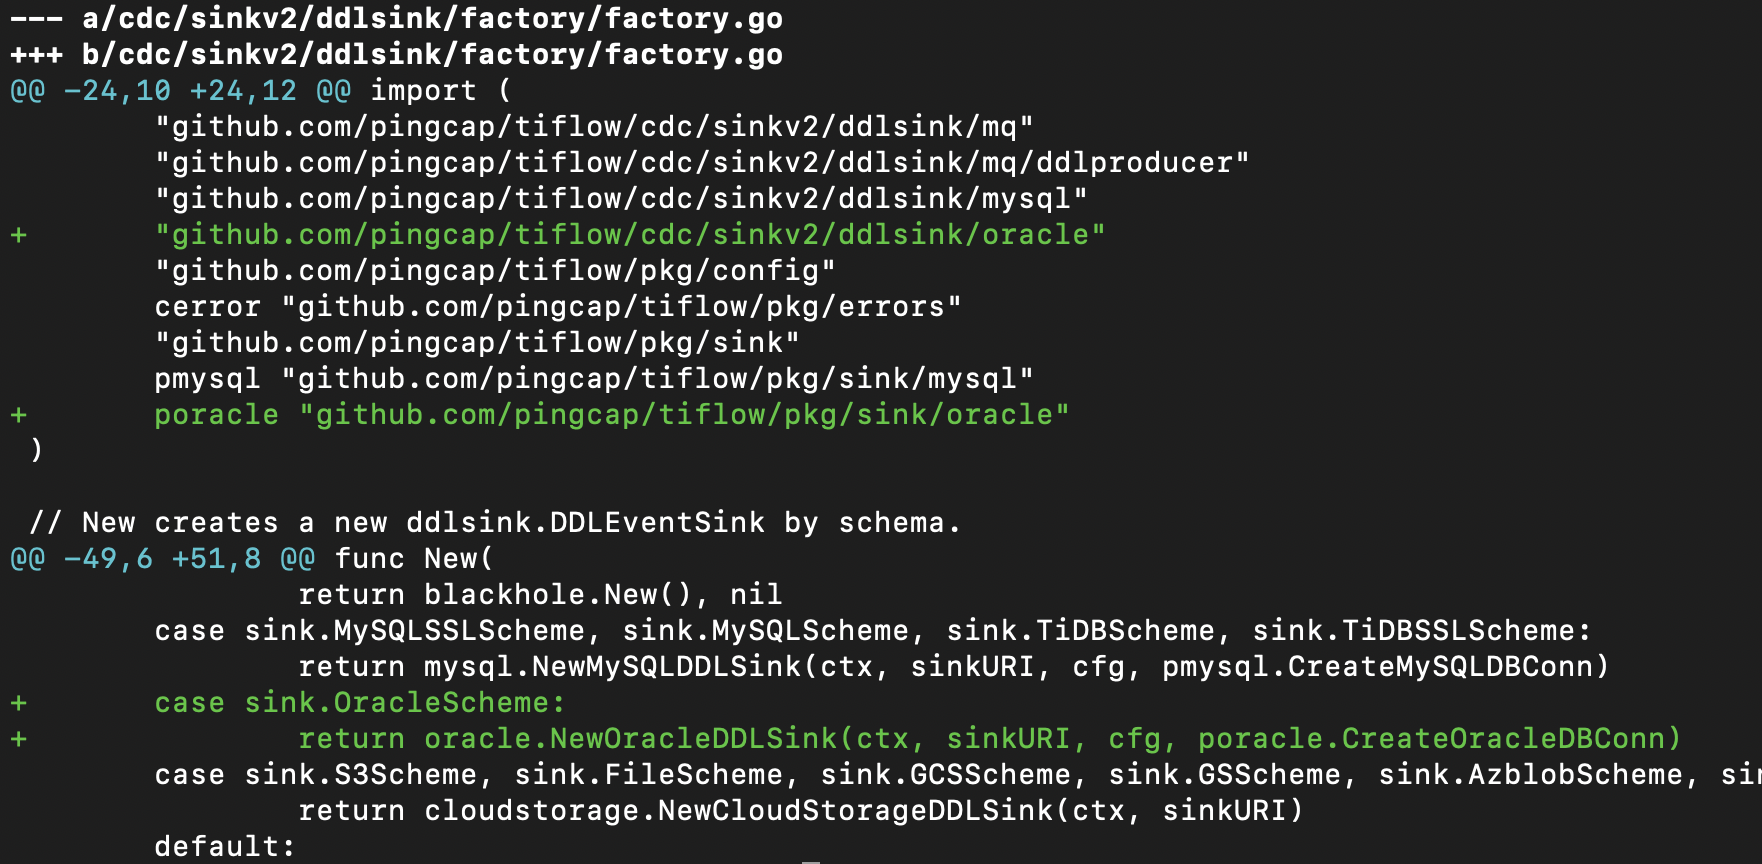 --- a/cdc/sinkv2/ddlsink/factory/factory.go
+++ b/cdc/sinkv2/ddlsink/factory/factory.go
@@ -24,10 +24,12 @@ import (
        "github.com/pingcap/tiflow/cdc/sinkv2/ddlsink/mq"
        "github.com/pingcap/tiflow/cdc/sinkv2/ddlsink/mq/ddlproducer"
        "github.com/pingcap/tiflow/cdc/sinkv2/ddlsink/mysql"
+       "github.com/pingcap/tiflow/cdc/sinkv2/ddlsink/oracle"
        "github.com/pingcap/tiflow/pkg/config"
        cerror "github.com/pingcap/tiflow/pkg/errors"
        "github.com/pingcap/tiflow/pkg/sink"
        pmysql "github.com/pingcap/tiflow/pkg/sink/mysql"
+       poracle "github.com/pingcap/tiflow/pkg/sink/oracle"
 )

 // New creates a new ddlsink.DDLEventSink by schema.
@@ -49,6 +51,8 @@ func New(
                return blackhole.New(), nil
        case sink.MySQLSSLScheme, sink.MySQLScheme, sink.TiDBScheme, sink.TiDBSSLScheme:
                return mysql.NewMySQLDDLSink(ctx, sinkURI, cfg, pmysql.CreateMySQLDBConn)
+       case sink.OracleScheme:
+               return oracle.NewOracleDDLSink(ctx, sinkURI, cfg, poracle.CreateOracleDBConn)
        case sink.S3Scheme, sink.FileScheme, sink.GCSScheme, sink.GSScheme, sink.AzblobScheme,
                return cloudstorage.NewCloudStorageDDLSink(ctx, sinkURI)
        default: